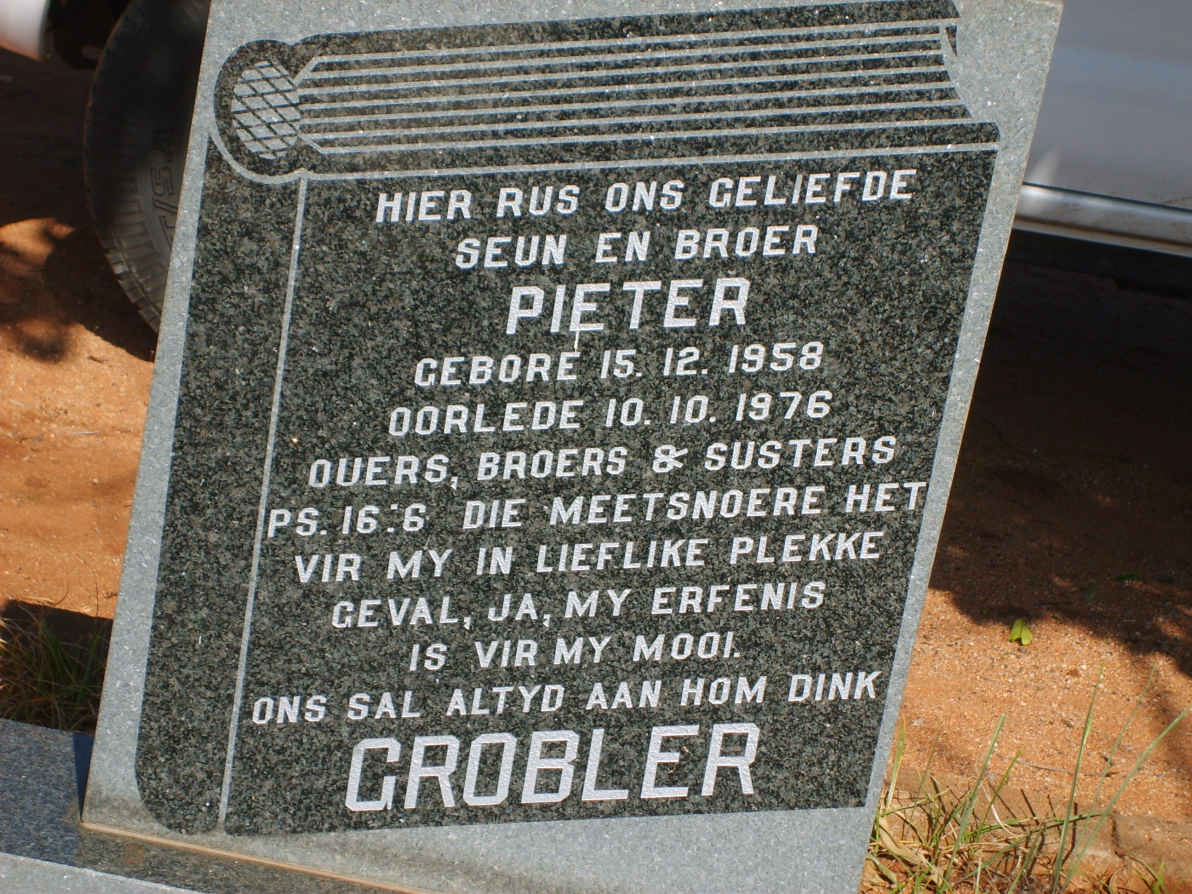 HIER RUS ONS GELIEFDE
SEUN EN BROER
PIETER
GEBORE 15. 12. 1958
OORLEDE 10. 10. 1976
OUERS, BROERS & SUSTERS
PS. 16:6 DIE MEETSNOERE HET
VIR MY IN LIEFLIKE PLEKKE
GEVAL, JA, MY ERFENIS
IS VIR MY MOOI.
ONS SAL ALTYD AAN HOM DINK
GROBLER